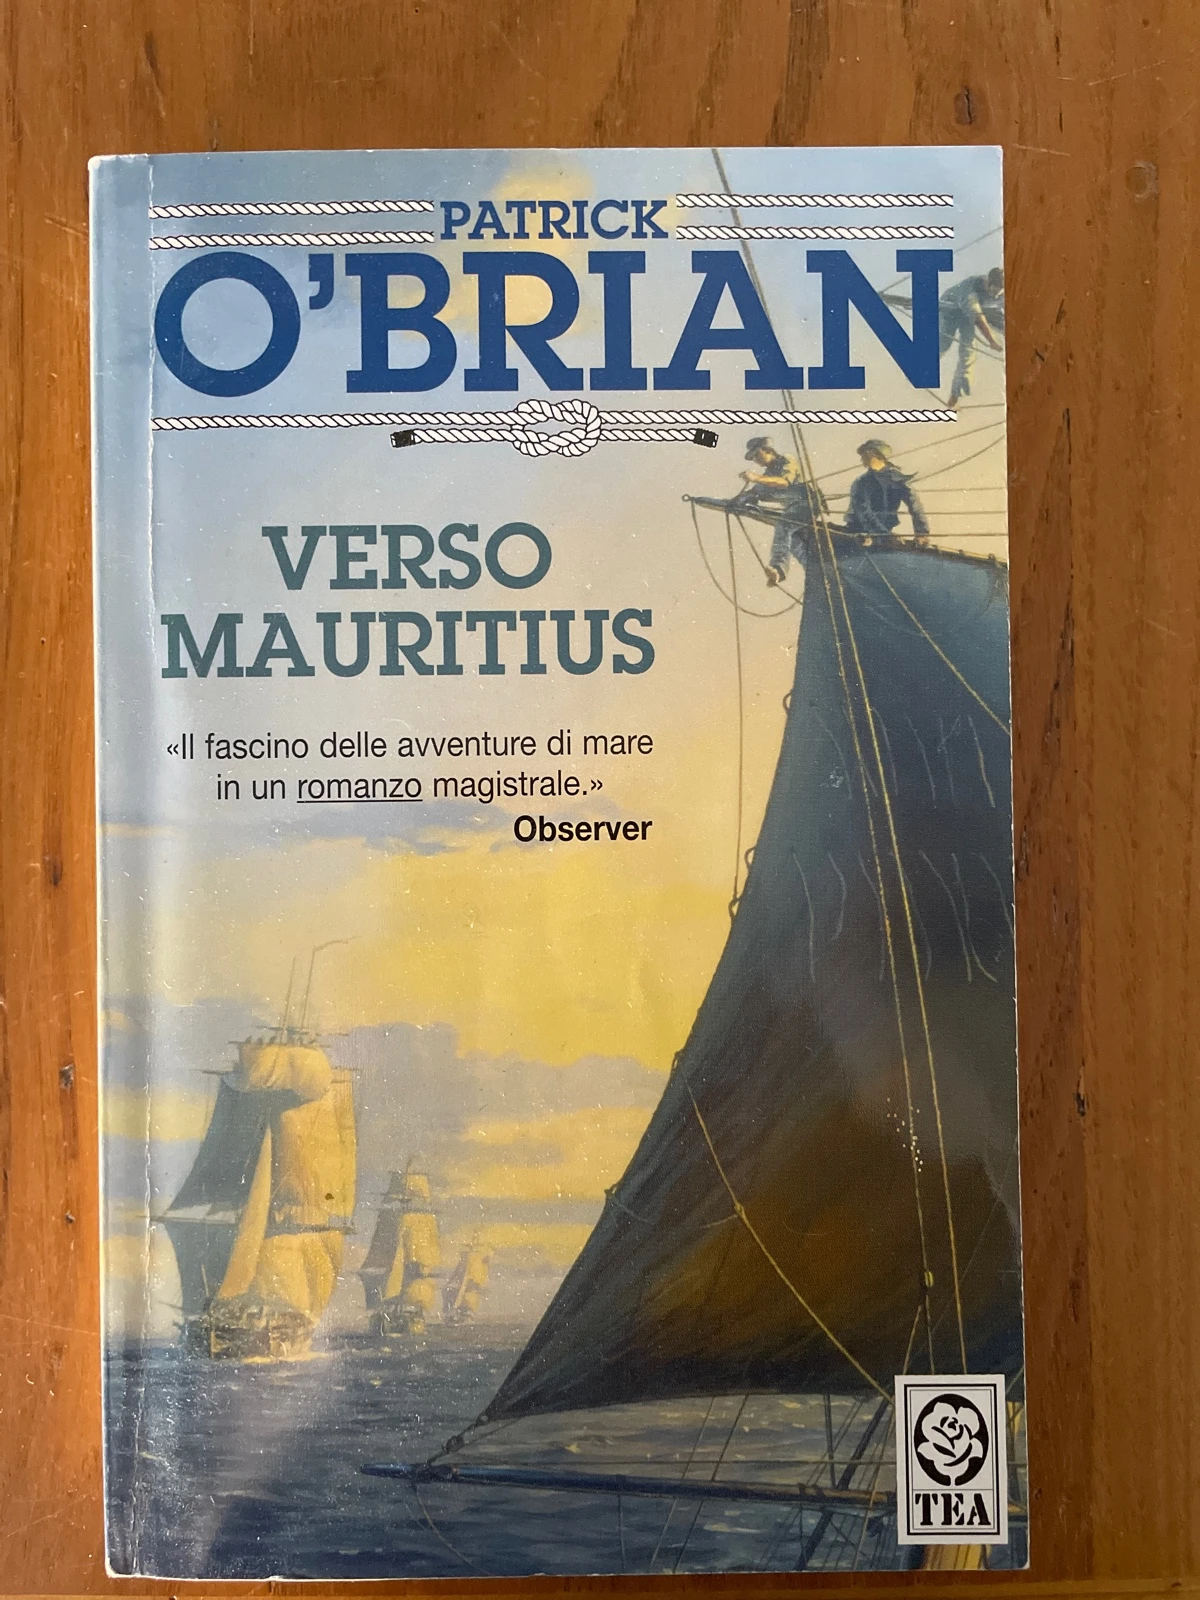 PATRICK
O'BRIAN
VERSO
MAURITIUS
«Il fascino delle avventure di mare
in un romanzo magistrale.»
Observer
TEA